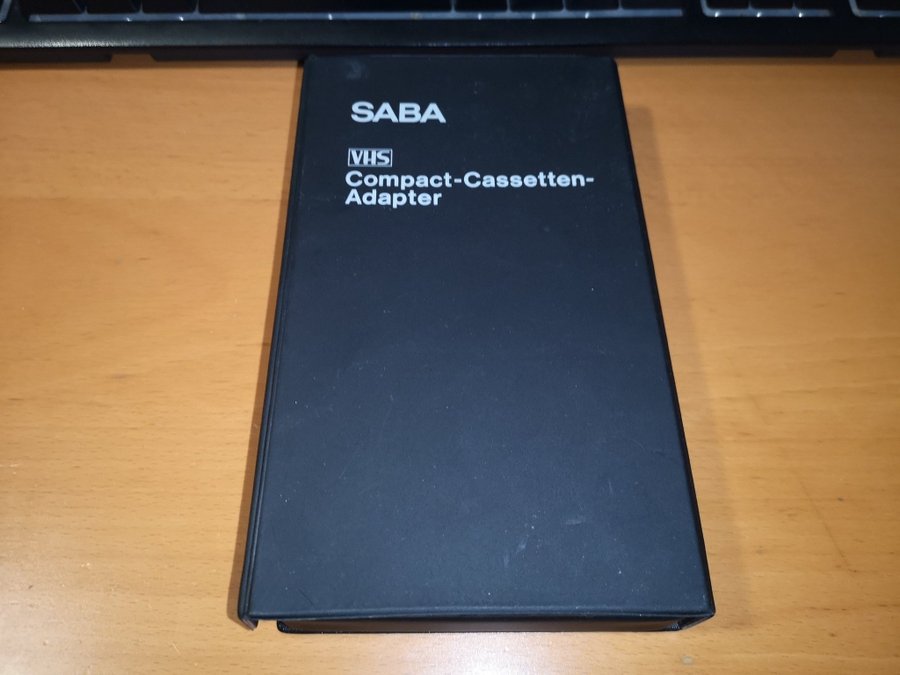 SABA
VHS
Compact-Cassetten-
Adapter